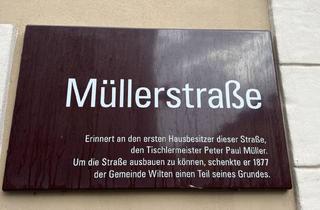 Müllerstraße
Erinnert an den ersten Hausbesitzer dieser Straße,
den Tischlermeister Peter Paul Müller.
Um die Straße ausbauen zu können, schenkte er 1877
der Gemeinde Wilten einen Teil seines Grundes.